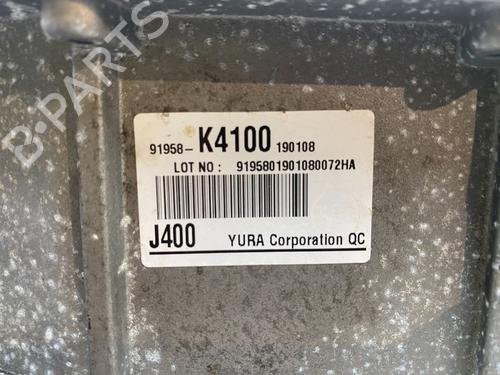 B-PARTS
91958- K4100 190108
LOT NO : 9195801901080072HA
J400 YURA Corporation QC